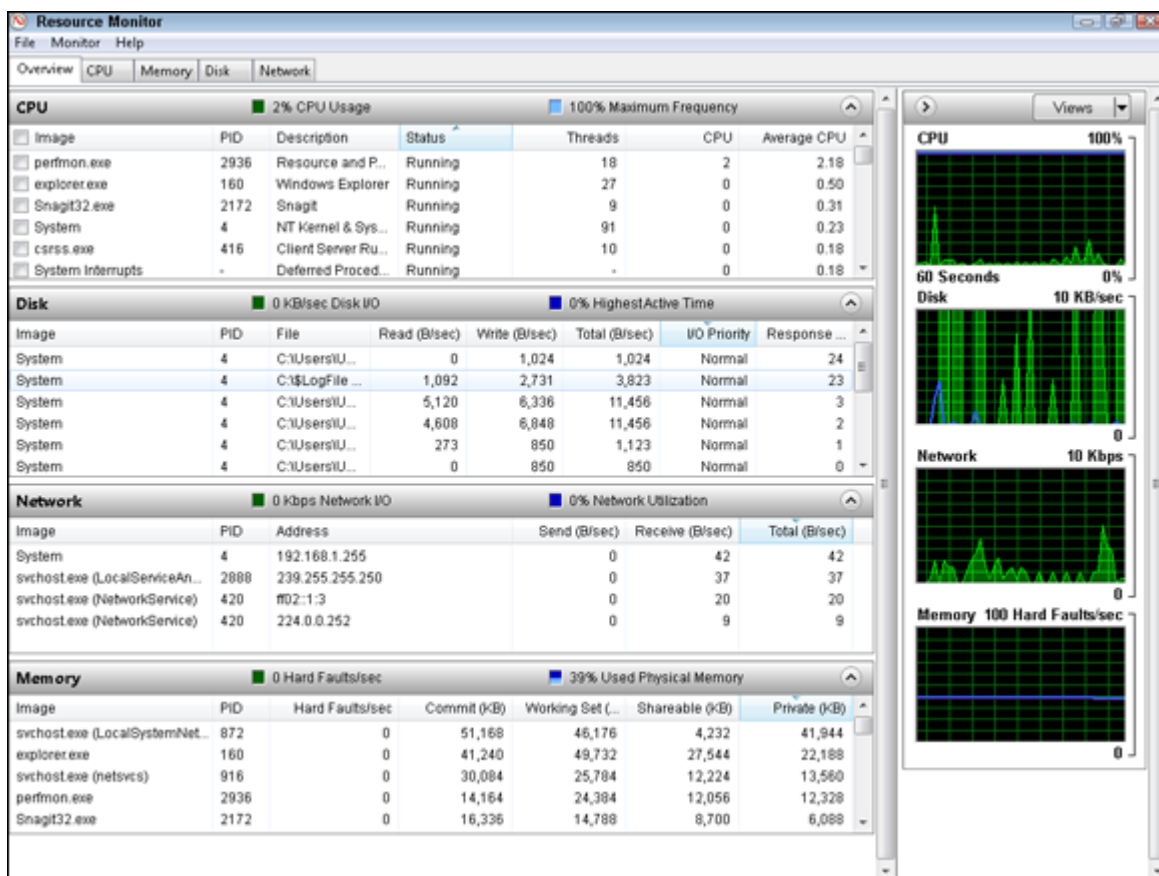 Resource Monitor
File Monitor Help
Overview CPU Memory Disk Network
CPU 2% CPU Usage 100% Maximum Frequency
Image PID Description Status Threads CPU Average CPU
perfmon.exe 2936 Resource and P... Running 18 2 2.18
explorer.exe 160 Windows Explorer Running 27 0 0.50
Snagit32.exe 2172 Snagit Running 9 0 0.31
System 4 NT Kernel & Sys... Running 91 0 0.23
csrss.exe 416 Client Server Ru... Running 10 0 0.18
System Interrupts - Deferred Proced... Running - 0 0.18
Disk 0 KB/sec Disk I/O 0% Highest Active Time
Image PID File Read (B/sec) Write (B/sec) Total (B/sec) I/O Priority Response ...
System 4 C:\Users\U... 0 1,024 1,024 Normal 24
System 4 C:\$LogFile ... 1,092 2,731 3,823 Normal 23
System 4 C:\Users\U... 5,120 6,336 11,456 Normal 3
System 4 C:\Users\U... 4,608 6,848 11,456 Normal 2
System 4 C:\Users\U... 273 850 1,123 Normal 1
System 4 C:\Users\U... 0 850 850 Normal 0
Network 0 Kbps Network I/O 0% Network Utilization
Image PID Address Send (B/sec) Receive (B/sec) Total (B/sec)
System 4 192.168.1.255 0 42 42
svchost.exe (LocalServiceAn... 2888 239.255.255.250 0 37 37
svchost.exe (NetworkService) 420 ff02::1:3 0 20 20
svchost.exe (NetworkService) 420 224.0.0.252 0 9 9
Memory 0 Hard Faults/sec 39% Used Physical Memory
Image PID Hard Faults/sec Commit (KB) Working Set (... Shareable (KB) Private (KB)
svchost.exe (LocalSystemNet... 872 0 51,168 46,176 4,232 41,944
explorer.exe 160 0 41,240 49,732 27,544 22,188
svchost.exe (netsvcs) 916 0 30,084 25,784 12,224 13,560
perfmon.exe 2936 0 14,164 24,384 12,056 12,328
Snagit32.exe 2172 0 16,336 14,788 8,700 6,088
Views
CPU 100%
60 Seconds 0%
Disk 10 KB/sec
0
Network 10 Kbps
0
Memory 100 Hard Faults/sec
0